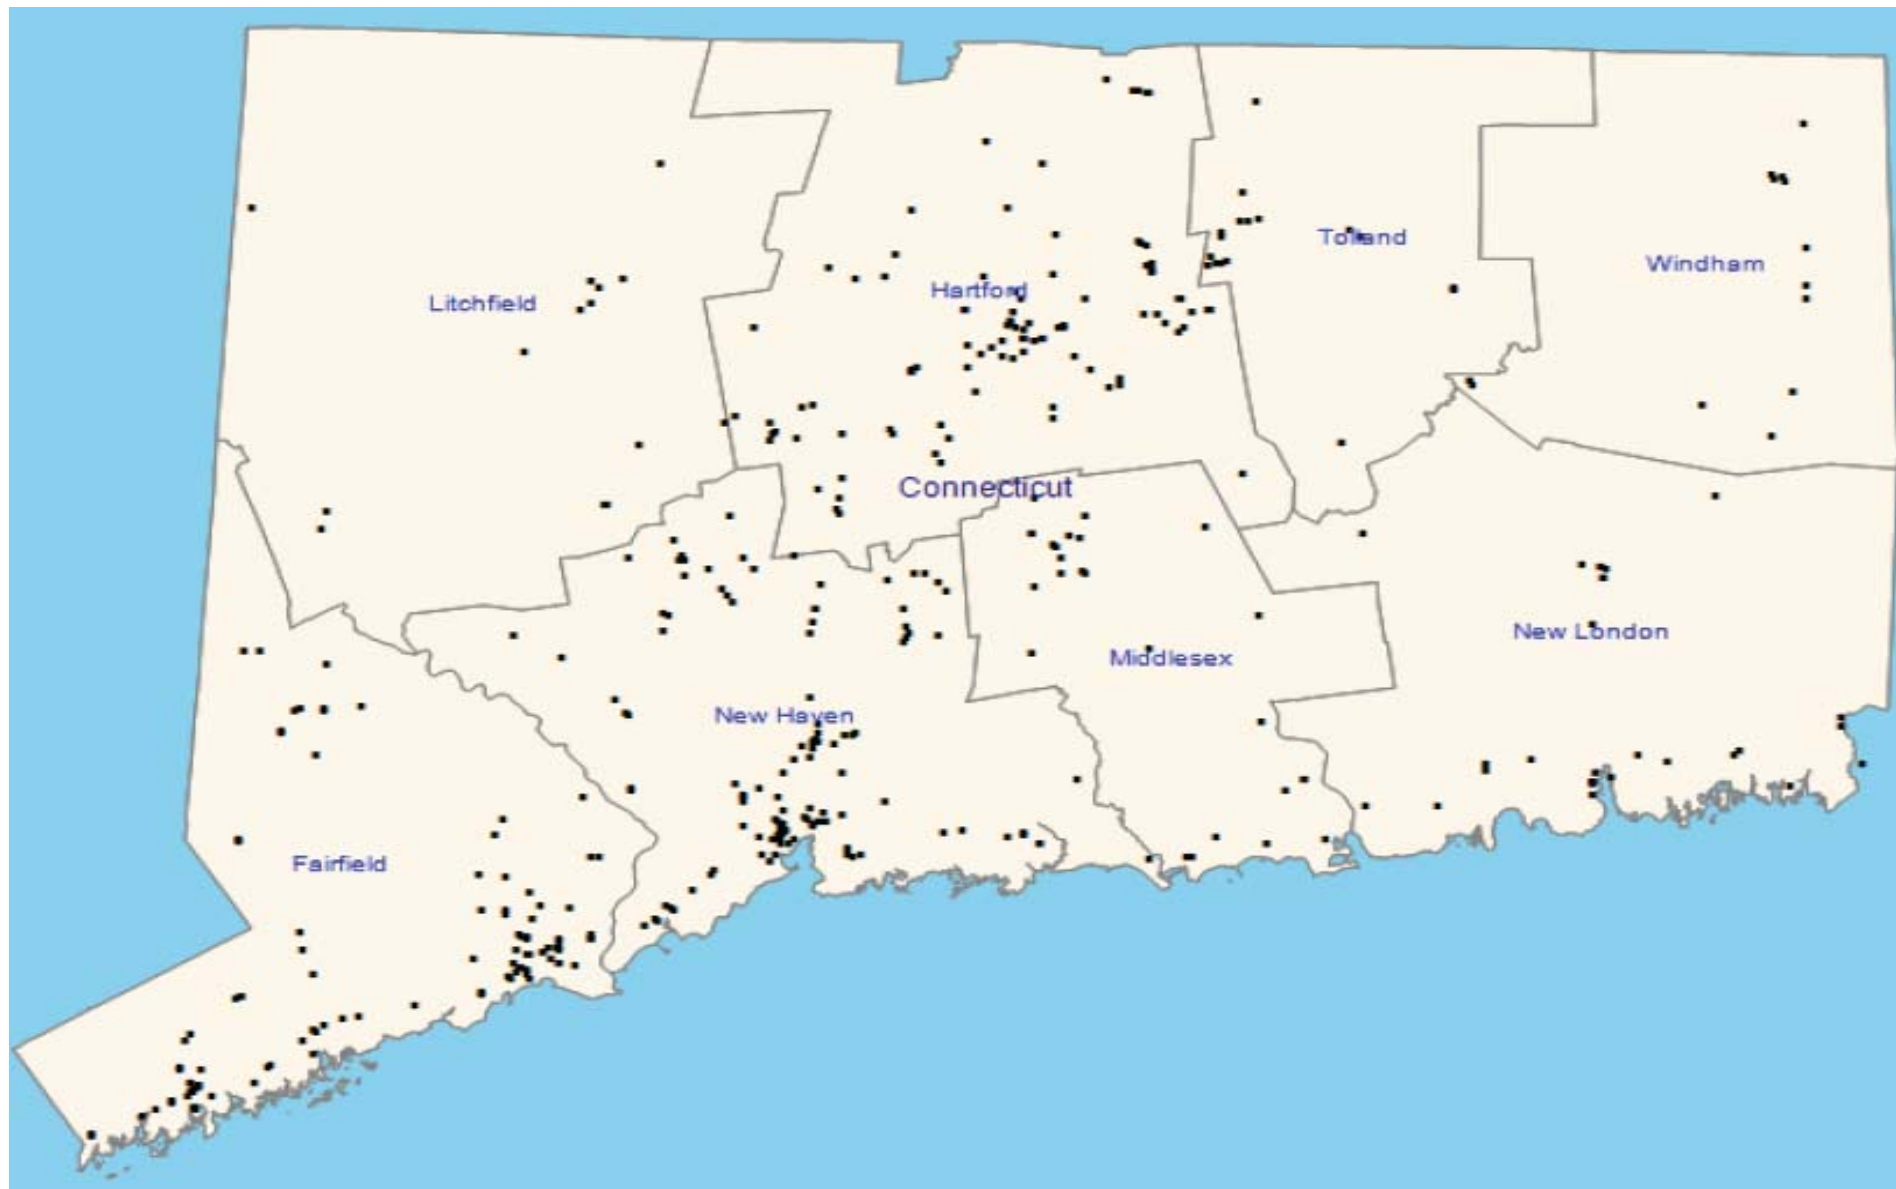 Tolland
Windham
Hartford
Litchfield
Connecticut
New London
Middlesex
New Haven
Fairfield